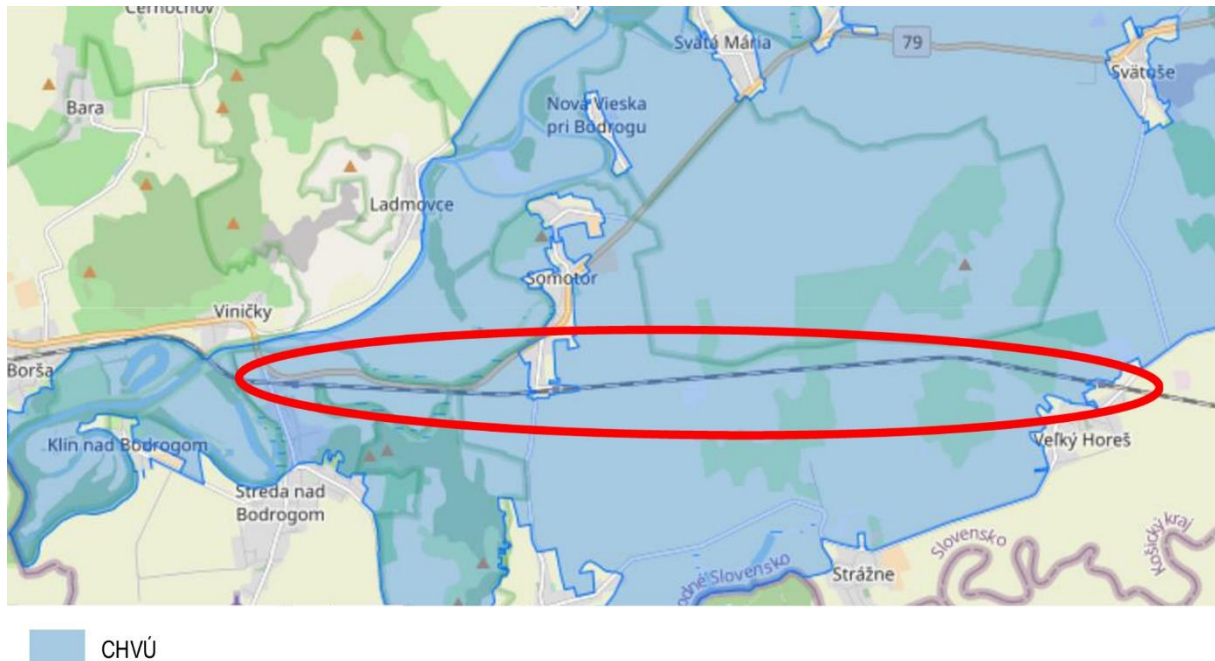 Černochov
Svätá Mária
79
Svätuše
Bara
Nová Vieska
pri Bodrogu
Ladmovce
Somotor
Viničky
Borša
Klin nad Bodrogom
Veľký Horeš
Streda nad
Bodrogom
Slovensko
Košický kraj
Slovensko
Strážne
CHVÚ